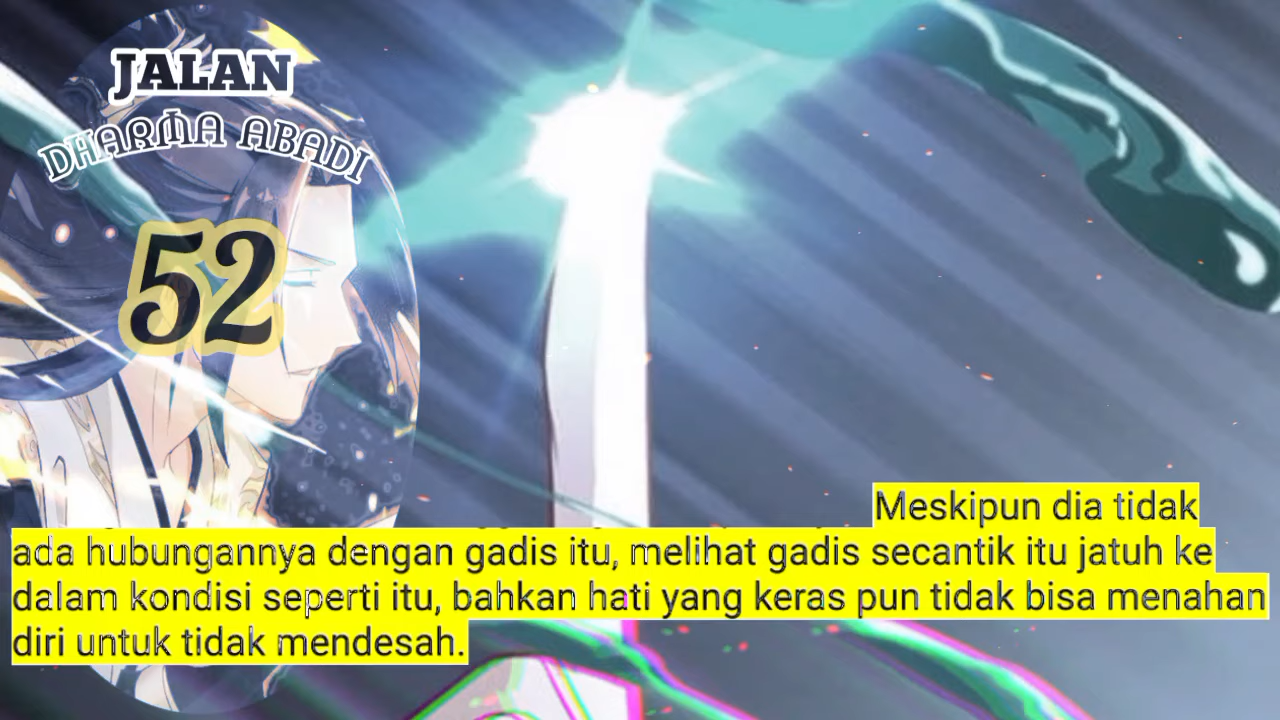 JALAN
DHARMA ABADI
52
Meskipun dia tidak
ada hubungannya dengan gadis itu, melihat gadis secantik itu jatuh ke
dalam kondisi seperti itu, bahkan hati yang keras pun tidak bisa menahan
diri untuk tidak mendesah.